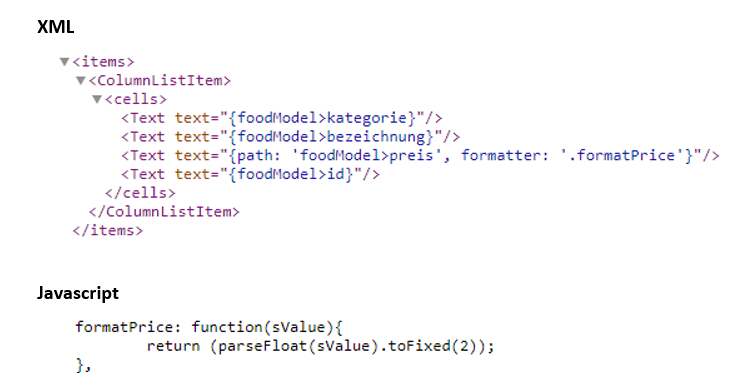 XML
▼<items>
▼<ColumnListItem>
▼<cells>
<Text text="{foodModel>kategorie}"/>
<Text text="{foodModel>bezeichnung}"/>
<Text text="{path: 'foodModel>preis', formatter: '.formatPrice'}"/>
<Text text="{foodModel>id}"/>
</cells>
</ColumnListItem>
</items>
Javascript
formatPrice: function(sValue){
return (parseFloat(sValue).toFixed(2));
},